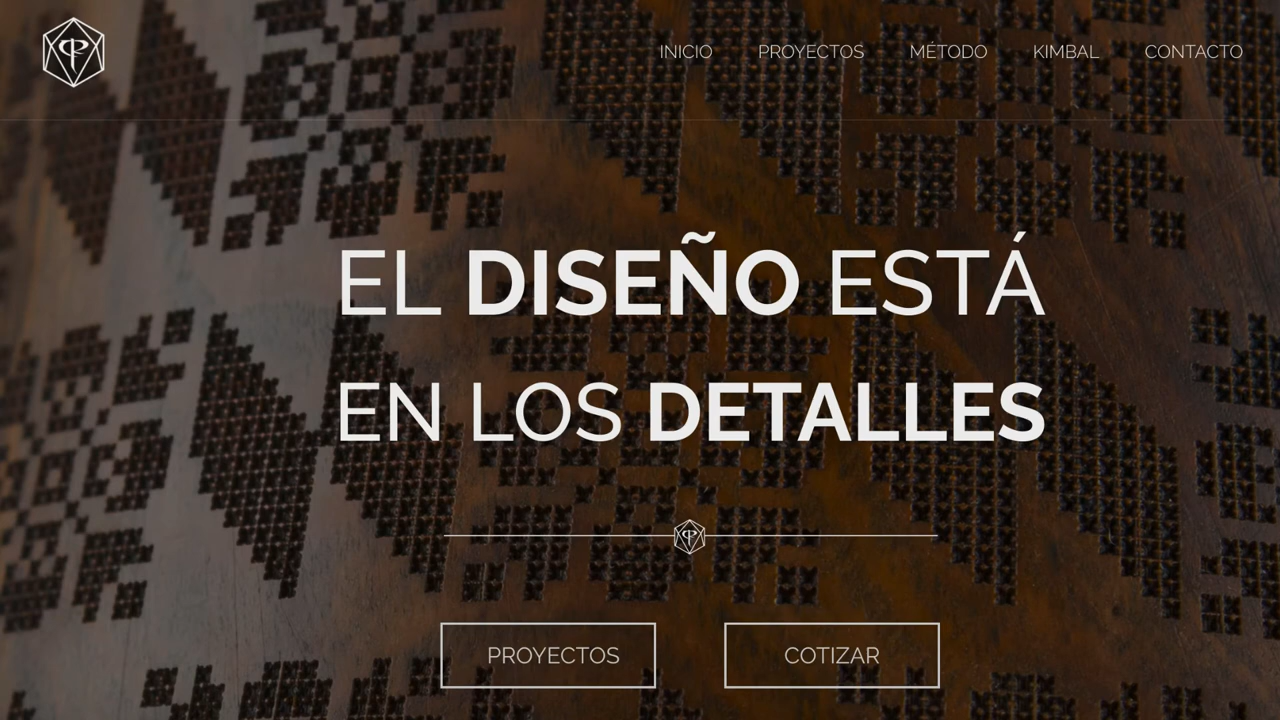 INICIO PROYECTOS MÉTODO KIMBAL CONTACTO
EL DISEÑO ESTÁ
EN LOS DETALLES
PROYECTOS COTIZAR